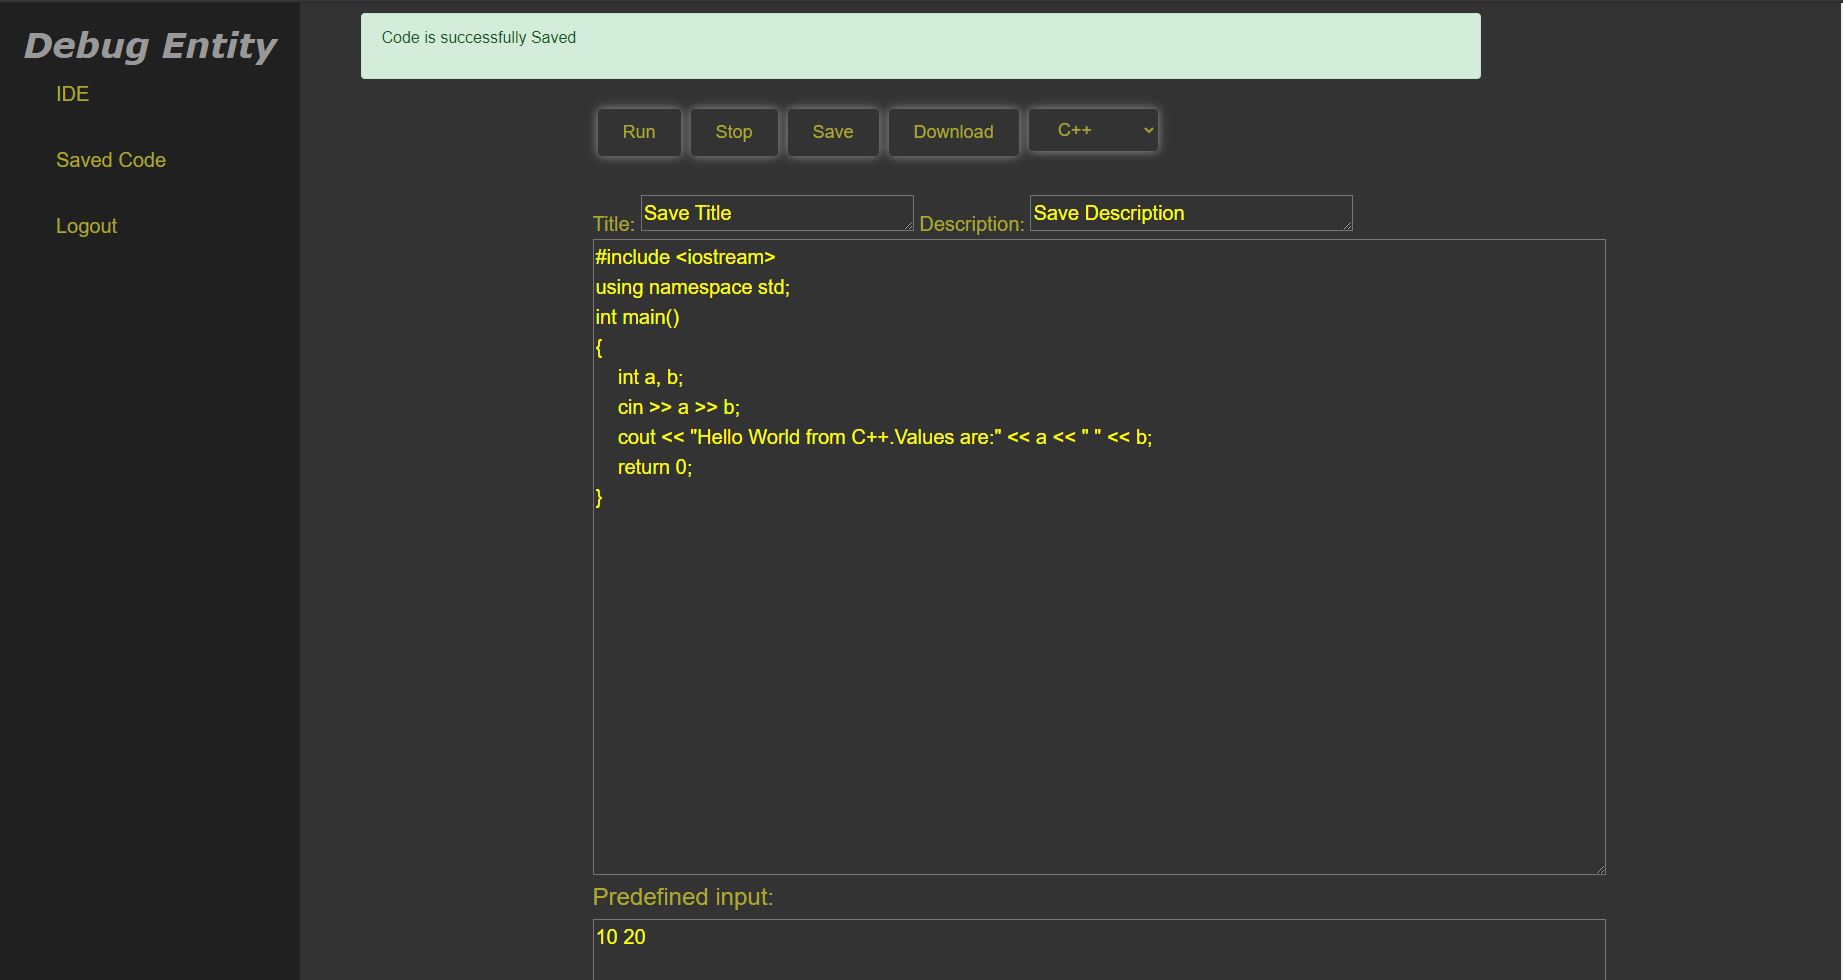 Debug Entity
IDE
Saved Code
Logout
Code is successfully Saved
Run Stop Save Download C++
Title: Save Title Description: Save Description
#include <iostream>
using namespace std;
int main()
{
    int a, b;
    cin >> a >> b;
    cout << "Hello World from C++.Values are:" << a << " " << b;
    return 0;
}
Predefined input:
10 20